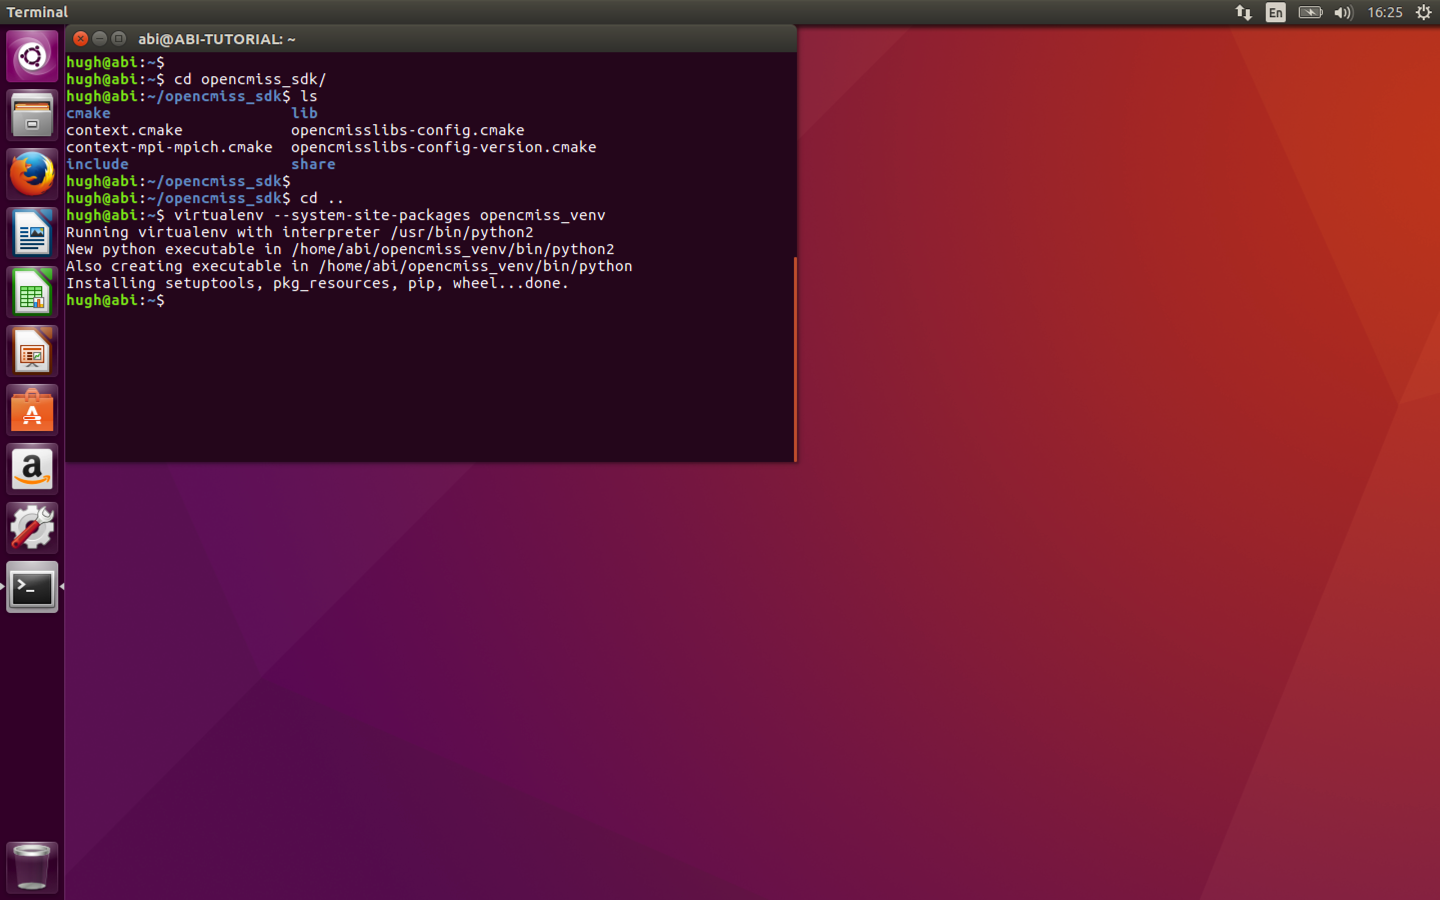 Terminal
En
16:25
abi@ABI-TUTORIAL: ~
hugh@abi:~$
hugh@abi:~$ cd opencmiss_sdk/
hugh@abi:~/opencmiss_sdk$ ls
cmake lib
context.cmake opencmisslibs-config.cmake
context-mpi-mpich.cmake opencmisslibs-config-version.cmake
include share
hugh@abi:~/opencmiss_sdk$
hugh@abi:~/opencmiss_sdk$ cd ..
hugh@abi:~$ virtualenv --system-site-packages opencmiss_venv
Running virtualenv with interpreter /usr/bin/python2
New python executable in /home/abi/opencmiss_venv/bin/python2
Also creating executable in /home/abi/opencmiss_venv/bin/python
Installing setuptools, pkg_resources, pip, wheel...done.
hugh@abi:~$